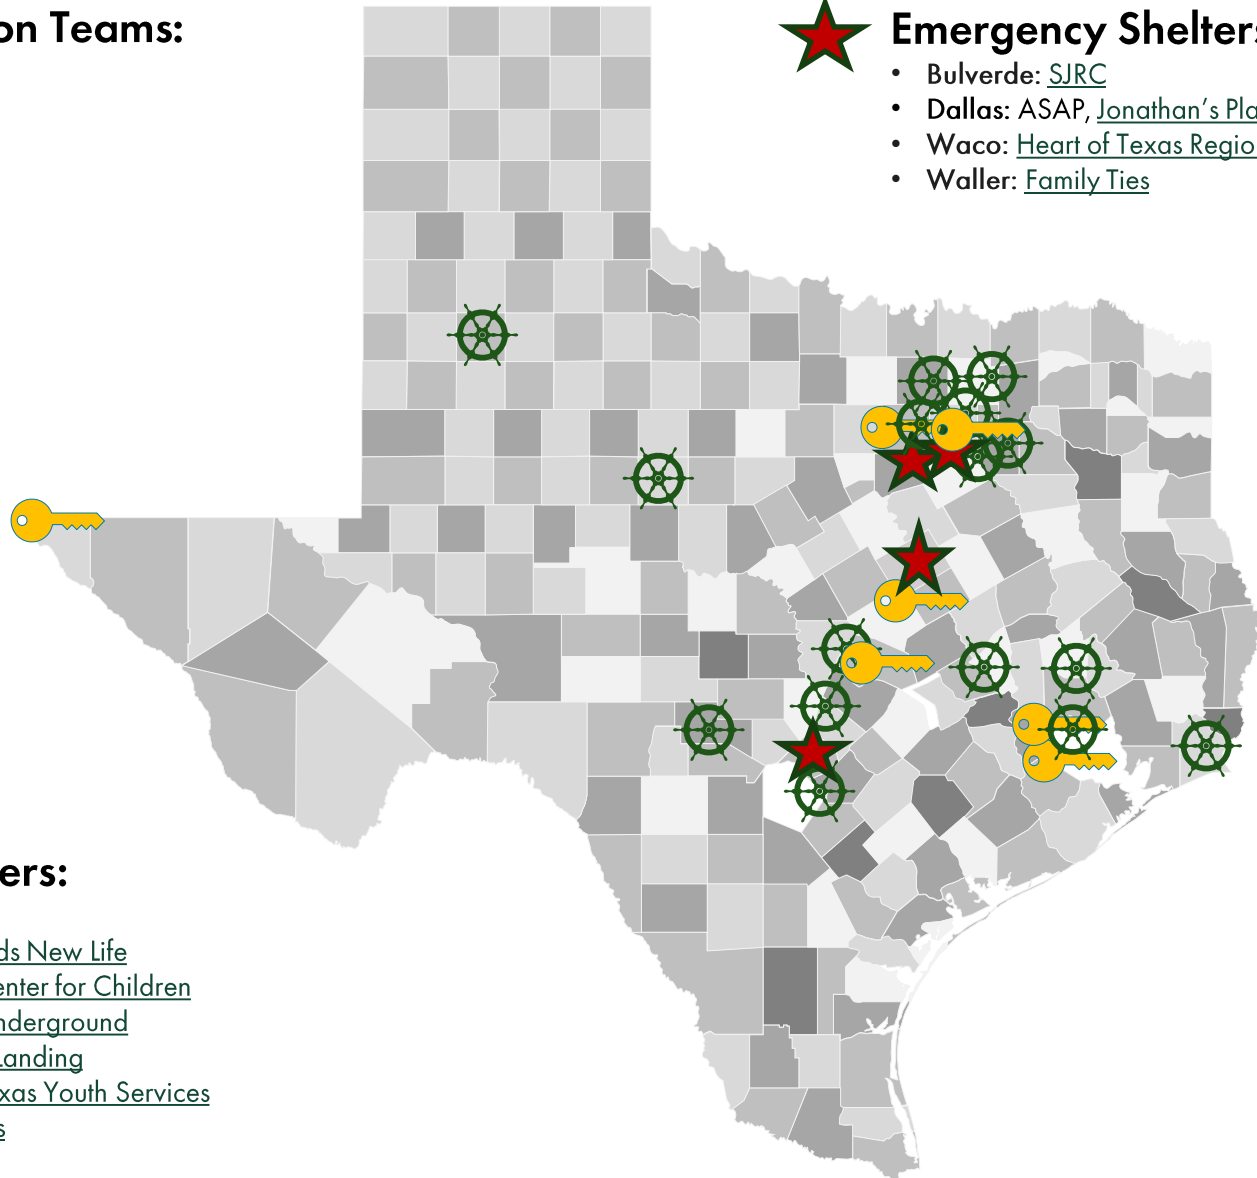 on Teams:
Emergency Shelters
• Bulverde: SJRC
• Dallas: ASAP, Jonathan's Pla
• Waco: Heart of Texas Regio
• Waller: Family Ties
ers:
ds New Life
enter for Children
nderground
Landing
xas Youth Services
s